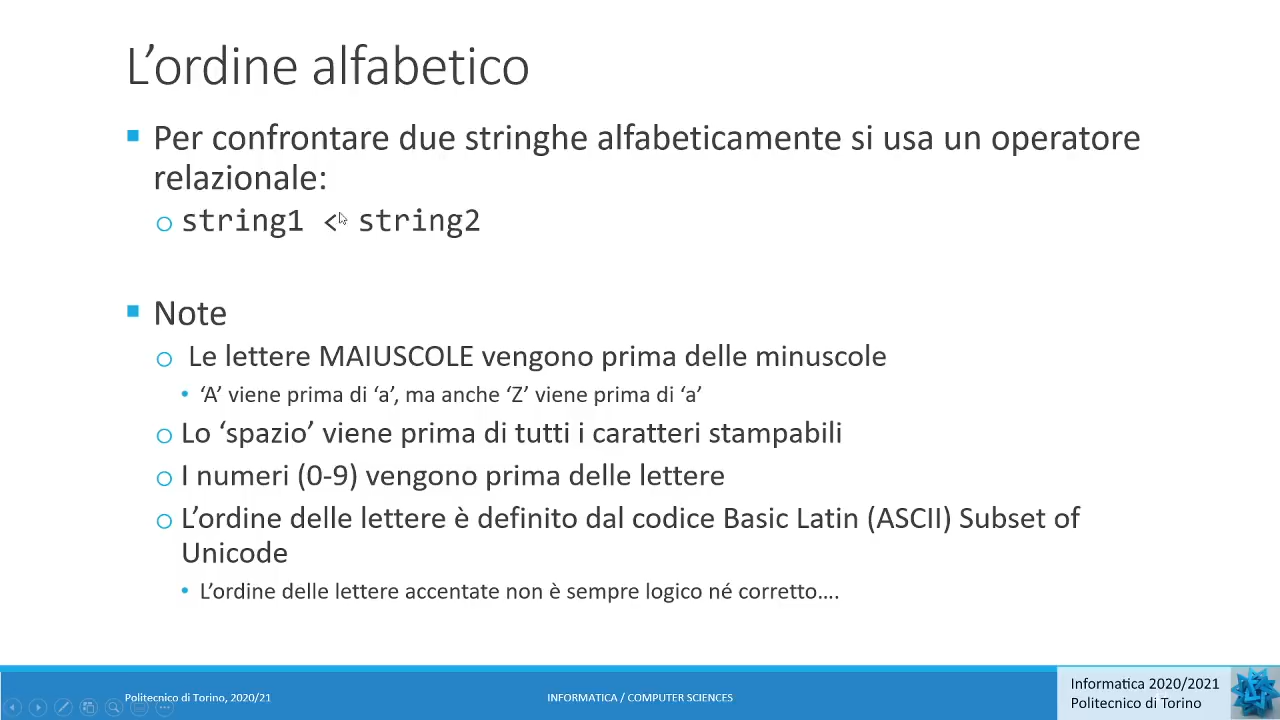 L'ordine alfabetico
Per confrontare due stringhe alfabeticamente si usa un operatore
relazionale:
string1 < string2
Note
Le lettere MAIUSCOLE vengono prima delle minuscole
‘A’ viene prima di ‘a’, ma anche ‘Z’ viene prima di ‘a’
Lo ‘spazio’ viene prima di tutti i caratteri stampabili
I numeri (0-9) vengono prima delle lettere
L'ordine delle lettere è definito dal codice Basic Latin (ASCII) Subset of
Unicode
L'ordine delle lettere accentate non è sempre logico né corretto....
Politecnico di Torino, 2020/21
INFORMATICA / COMPUTER SCIENCES
Informatica 2020/2021
Politecnico di Torino